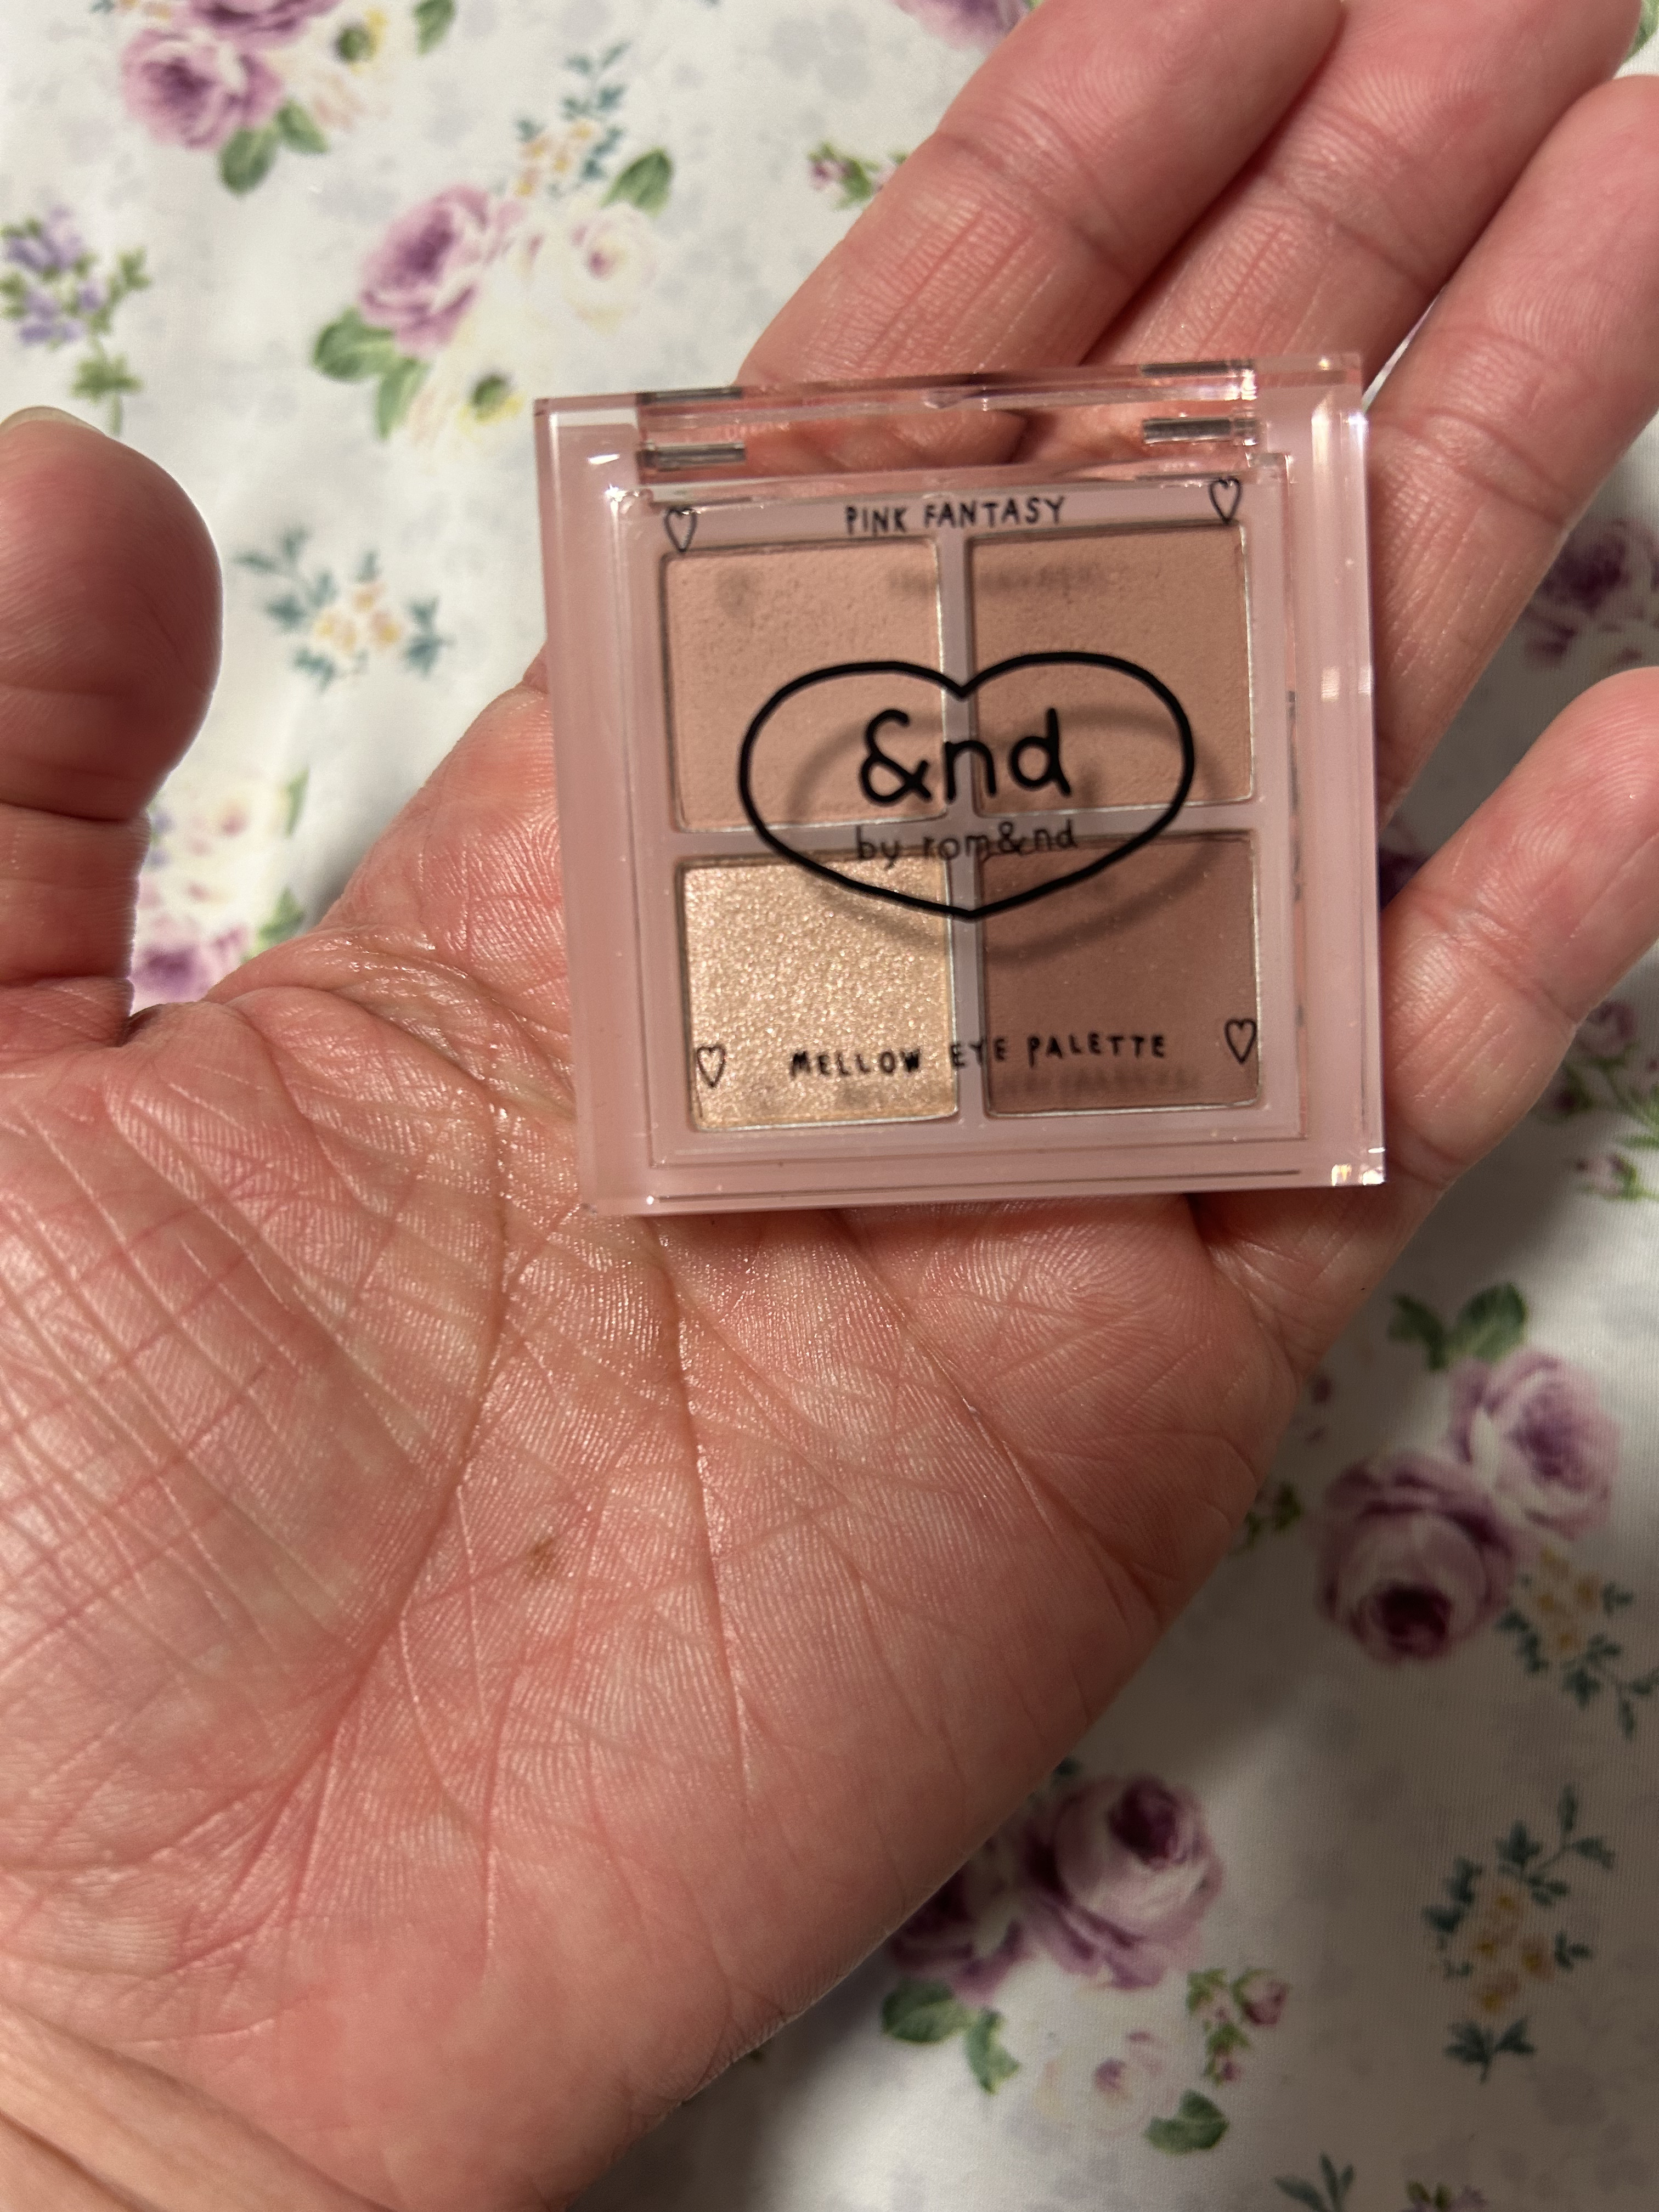 PINK FANTASY
&nd
by rom&nd
MELLOW EYE PALETTE